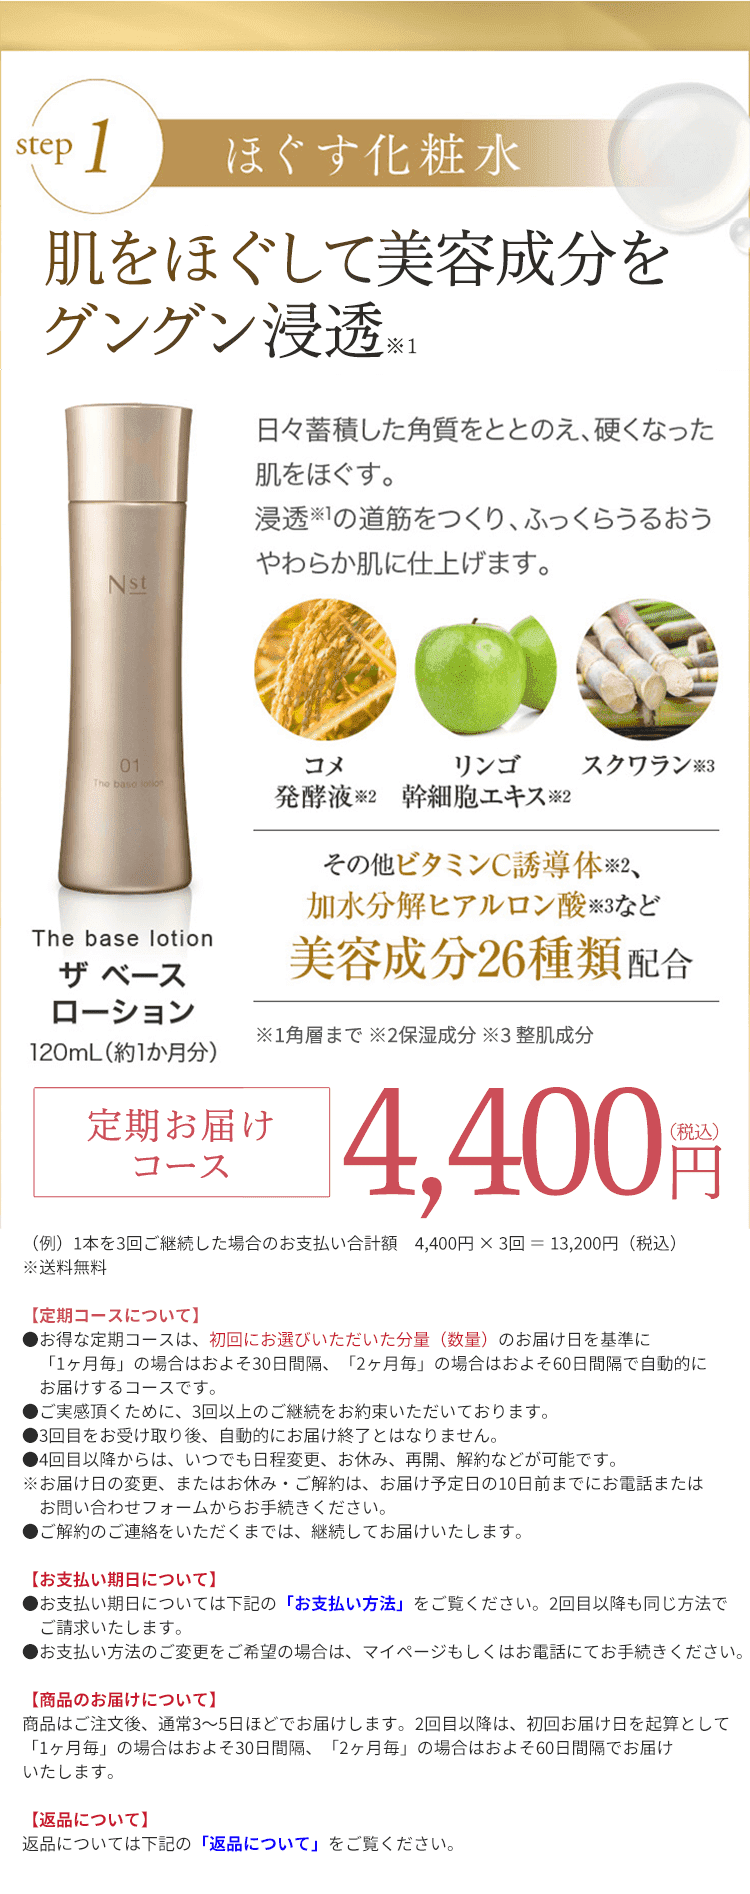 step 1
ほぐす化粧水
肌をほぐして美容成分を
グングン浸透※1
日々蓄積した角質をととのえ、硬くなった
肌をほぐす。
浸透※1の道筋をつくり、ふっくらうるおう
やわらか肌に仕上げます。
Nst
01
The base lotion
コメ
発酵液※2
リンゴ
幹細胞エキス※2
スクワラン※3
その他ビタミンC誘導体※2、
加水分解ヒアルロン酸※3など
美容成分26種類配合
The base lotion
ザ ベース
ローション
120mL(約1か月分)
※1角層まで ※2保湿成分 ※3 整肌成分
定期お届け
コース
4,400円(税込)
（例）1本を3回ご継続した場合のお支払い合計額　4,400円 × 3回 ＝ 13,200円（税込）
※送料無料
【定期コースについて】
●お得な定期コースは、初回にお選びいただいた分量（数量）のお届け日を基準に
「1ヶ月毎」の場合はおよそ30日間隔、「2ヶ月毎」の場合はおよそ60日間隔で自動的に
お届けするコースです。
●ご実感頂くために、3回以上のご継続をお約束いただいております。
●3回目をお受け取り後、自動的にお届け終了とはなりません。
●4回目以降からは、いつでも日程変更、お休み、再開、解約などが可能です。
※お届け日の変更、またはお休み・ご解約は、お届け予定日の10日前までにお電話または
お問い合わせフォームからお手続きください。
●ご解約のご連絡をいただくまでは、継続してお届けいたします。
【お支払い期日について】
●お支払い期日については下記の「お支払い方法」をご覧ください。2回目以降も同じ方法で
ご請求いたします。
●お支払い方法のご変更をご希望の場合は、マイページもしくはお電話にてお手続きください。
【商品のお届けについて】
商品はご注文後、通常3〜5日ほどでお届けします。2回目以降は、初回お届け日を起算として
「1ヶ月毎」の場合はおよそ30日間隔、「2ヶ月毎」の場合はおよそ60日間隔でお届け
いたします。
【返品について】
返品については下記の「返品について」をご覧ください。